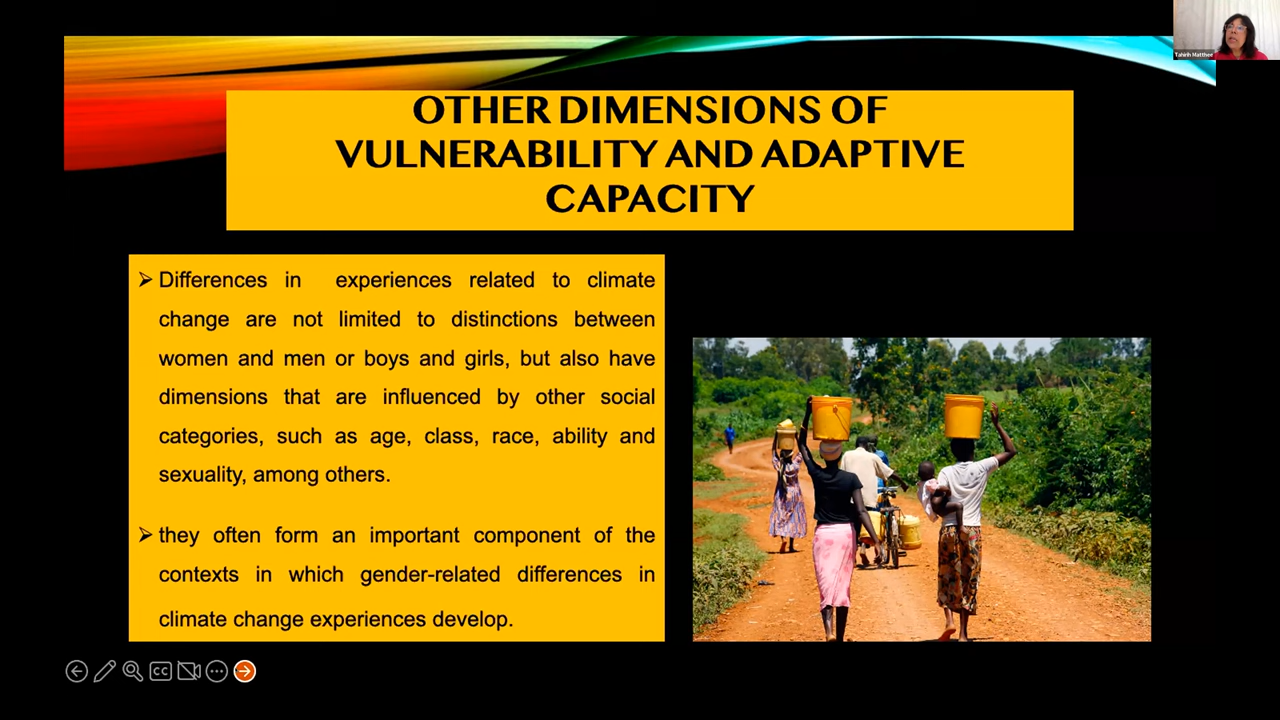 OTHER DIMENSIONS OF
VULNERABILITY AND ADAPTIVE
CAPACITY
Differences in experiences related to climate
change are not limited to distinctions between
women and men or boys and girls, but also have
dimensions that are influenced by other social
categories, such as age, class, race, ability and
sexuality, among others.
they often form an important component of the
contexts in which gender-related differences in
climate change experiences develop.
Tahirih Matthee
CC